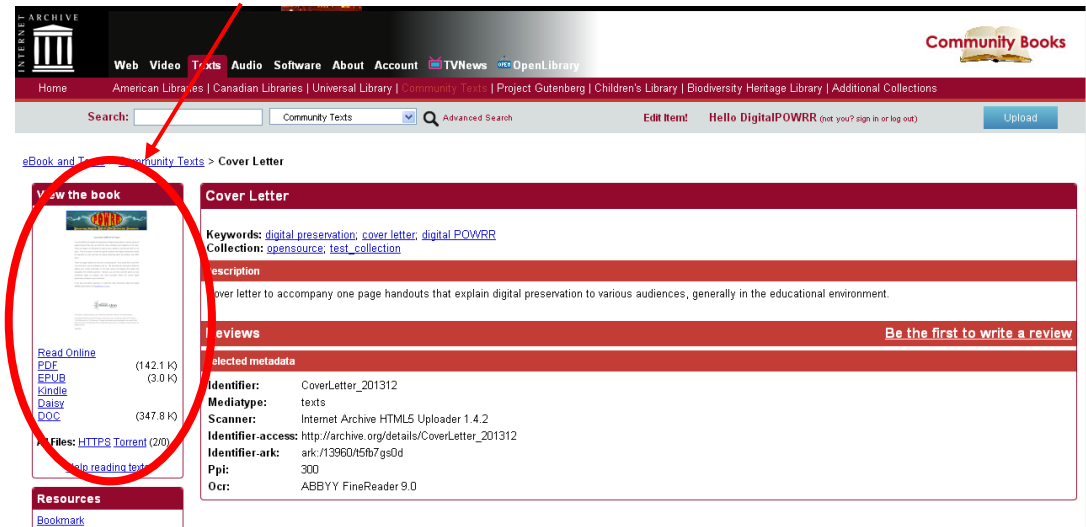 INTERNET ARCHIVE
Community Books
Web Video Texts Audio Software About Account TVNews OPEN OpenLibrary
Home American Libraries | Canadian Libraries | Universal Library | Community Texts | Project Gutenberg | Children's Library | Biodiversity Heritage Library | Additional Collections
Search: Community Texts Advanced Search Edit Item! Hello DigitalPOWRR (not you? sign in or log out) Upload
eBook and Texts > Community Texts > Cover Letter
View the book
POWRR
Read Online
PDF (142.1 K)
EPUB (3.0 K)
Kindle
Daisy
DOC (347.8 K)
All Files: HTTPS Torrent (2/0)
Help reading texts
Resources
Bookmark
Cover Letter
Keywords: digital preservation; cover letter; digital POWRR
Collection: opensource; test_collection
Description
Cover letter to accompany one page handouts that explain digital preservation to various audiences, generally in the educational environment.
Reviews Be the first to write a review
Selected metadata
Identifier: CoverLetter_201312
Mediatype: texts
Scanner: Internet Archive HTML5 Uploader 1.4.2
Identifier-access: http://archive.org/details/CoverLetter_201312
Identifier-ark: ark:/13960/t5fb7gs0d
Ppi: 300
Ocr: ABBYY FineReader 9.0